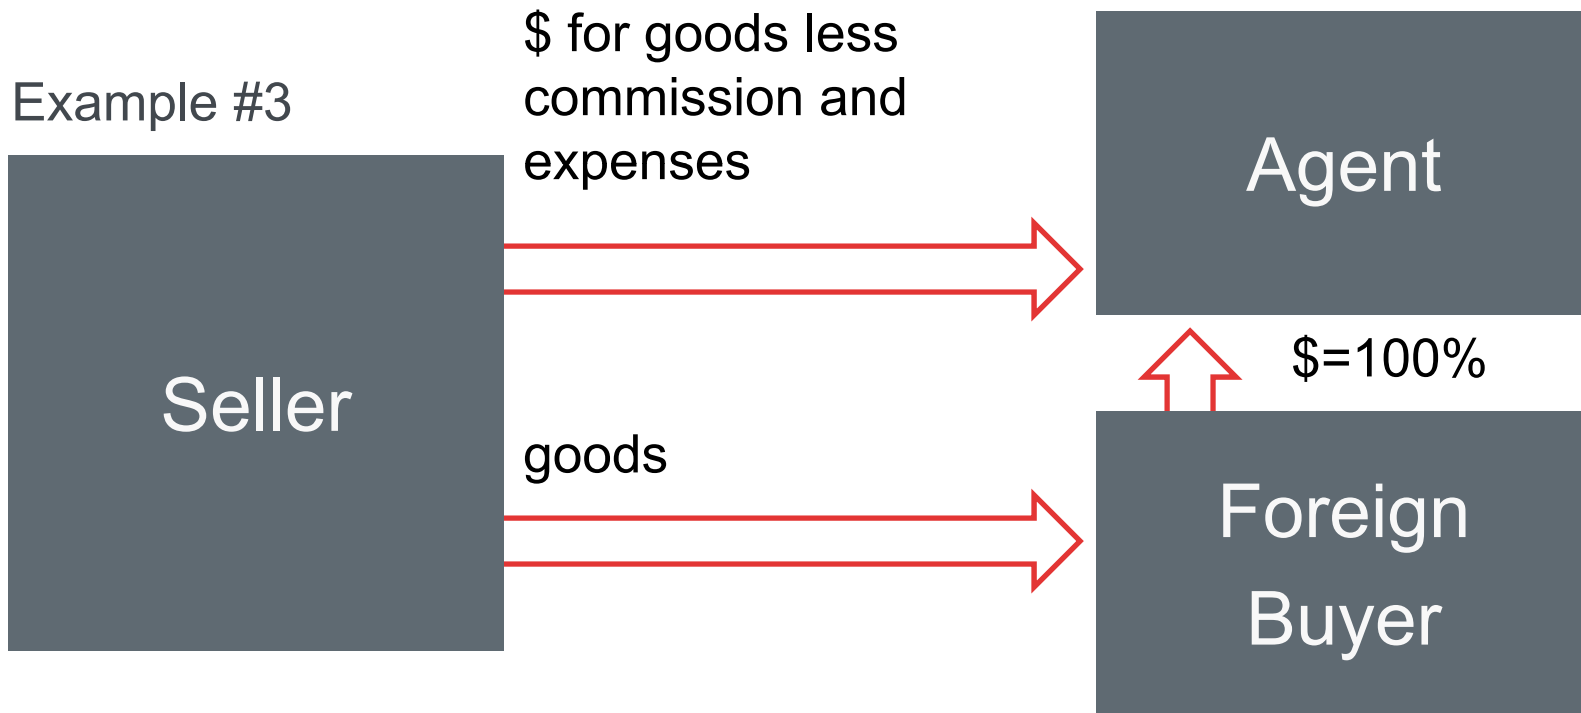 Example #3
$ for goods less
commission and
expenses
Agent
Seller
$=100%
goods
Foreign
Buyer